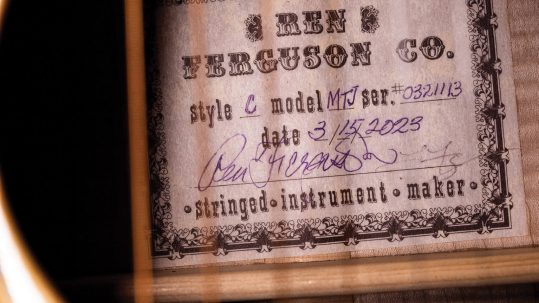 REN
FERGUSON CO.
style C model MTJ ser.# 0321113
date 3/15/2023
Ren Ferguson
• stringed • instrument • maker •